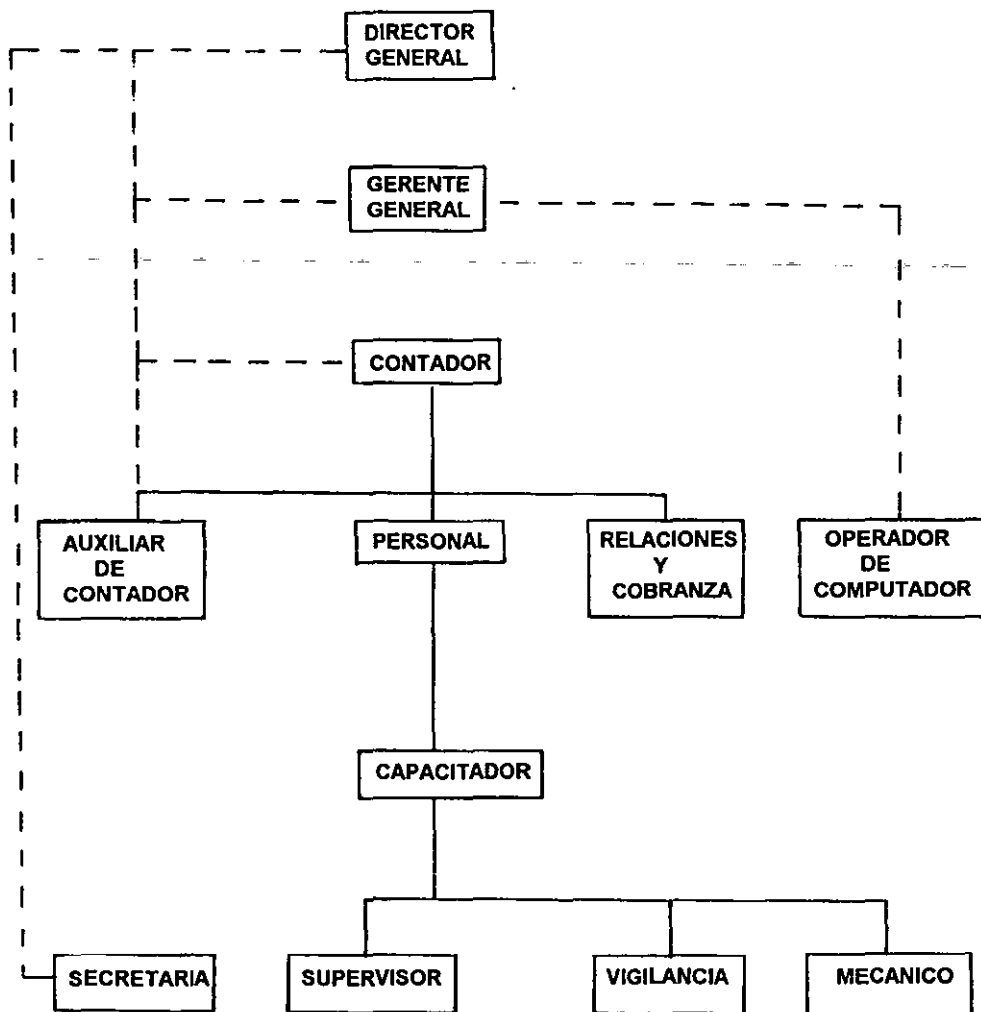 DIRECTOR
GENERAL
GERENTE
GENERAL
CONTADOR
AUXILIAR
DE
CONTADOR
PERSONAL
RELACIONES
Y
COBRANZA
OPERADOR
DE
COMPUTADOR
CAPACITADOR
SECRETARIA
SUPERVISOR
VIGILANCIA
MECANICO